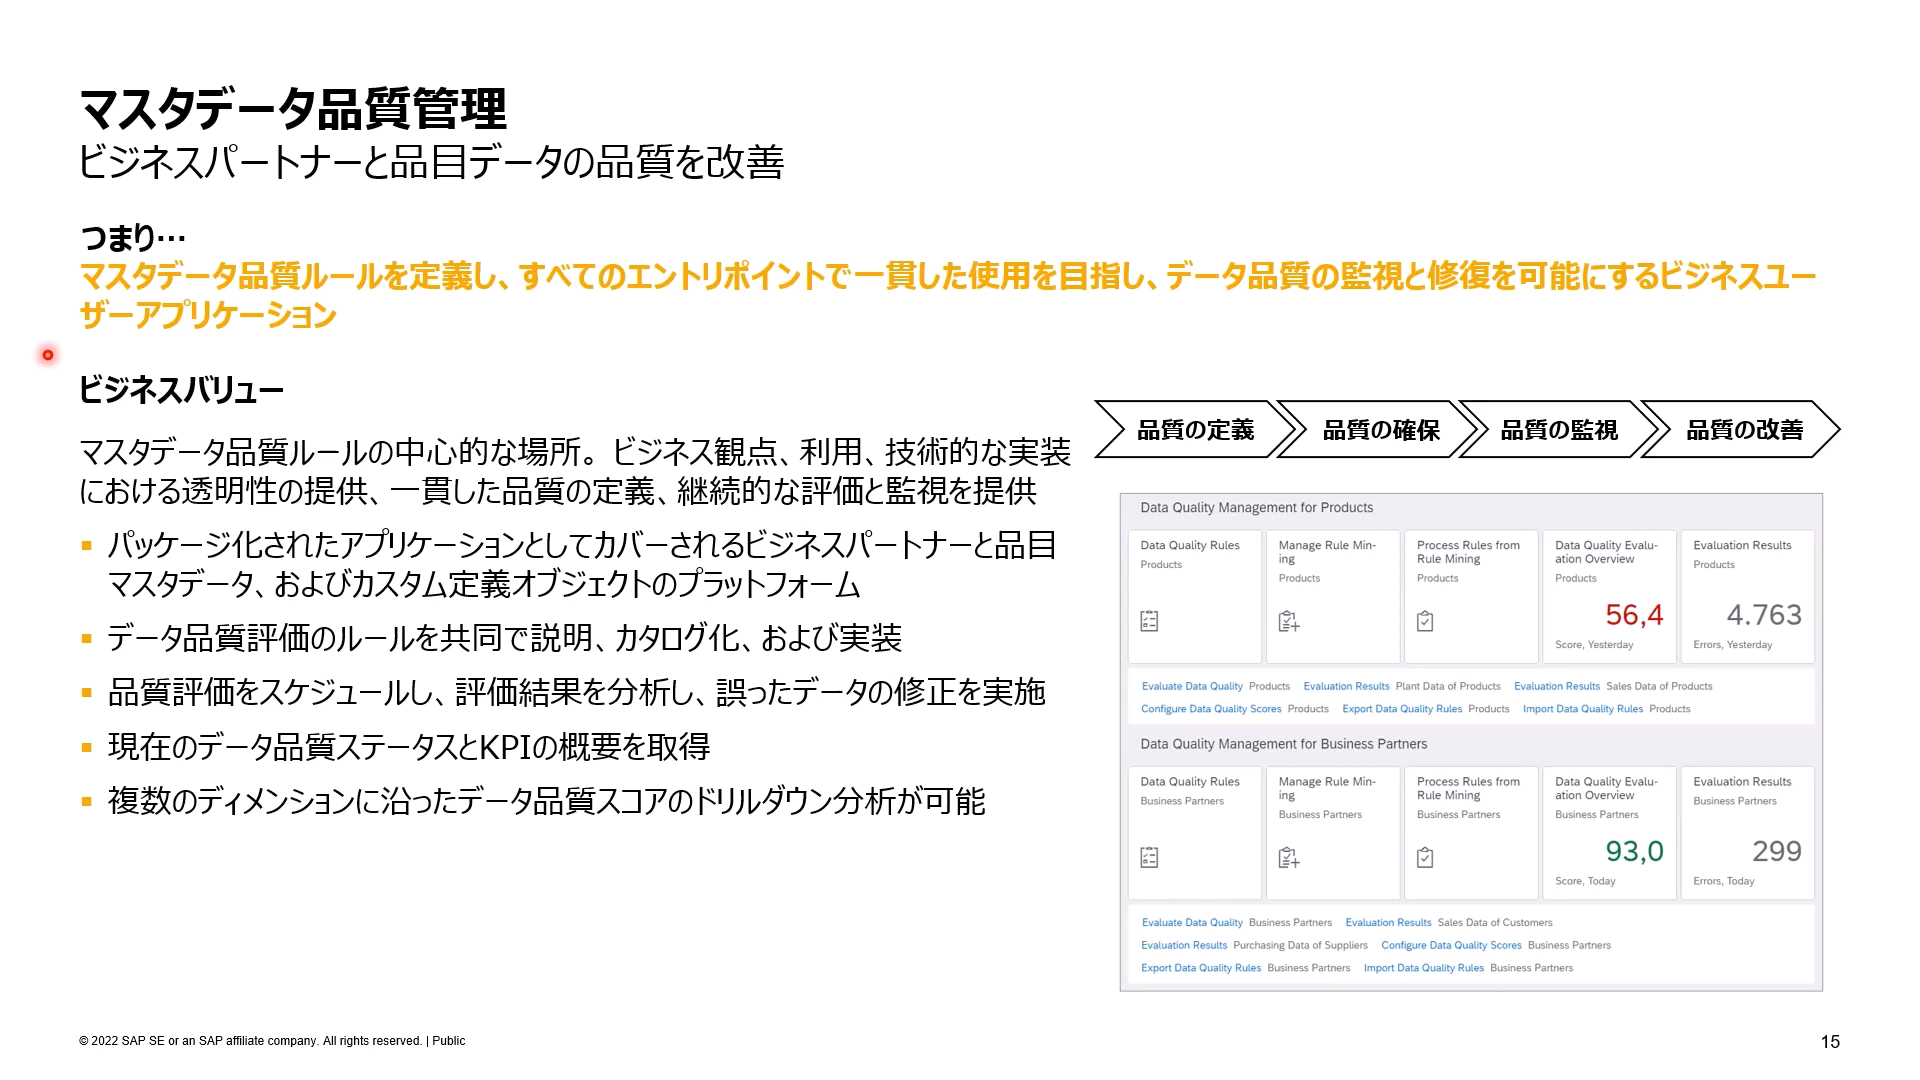 マスタデータ品質管理
ビジネスパートナーと品目データの品質を改善
つまり…
マスタデータ品質ルールを定義し、すべてのエントリポイントで一貫した使用を目指し、データ品質の監視と修復を可能にするビジネスユー
ザーアプリケーション
ビジネスバリュー
マスタデータ品質ルールの中心的な場所。ビジネス観点、利用、技術的な実装
における透明性の提供、一貫した品質の定義、継続的な評価と監視を提供
▪ パッケージ化されたアプリケーションとしてカバーされるビジネスパートナーと品目
マスタデータ、およびカスタム定義オブジェクトのプラットフォーム
▪ データ品質評価のルールを共同で説明、カタログ化、および実装
▪ 品質評価をスケジュールし、評価結果を分析し、誤ったデータの修正を実施
▪ 現在のデータ品質ステータスとKPIの概要を取得
▪ 複数のディメンションに沿ったデータ品質スコアのドリルダウン分析が可能
品質の定義 品質の確保 品質の監視 品質の改善
Data Quality Management for Products
Data Quality Rules
Products
Manage Rule Min-
ing
Products
Process Rules from
Rule Mining
Products
Data Quality Evalu-
ation Overview
Products
56,4
Score, Yesterday
Evaluation Results
Products
4.763
Errors, Yesterday
Evaluate Data Quality Products Evaluation Results Plant Data of Products Evaluation Results Sales Data of Products
Configure Data Quality Scores Products Export Data Quality Rules Products Import Data Quality Rules Products
Data Quality Management for Business Partners
Data Quality Rules
Business Partners
Manage Rule Min-
ing
Business Partners
Process Rules from
Rule Mining
Business Partners
Data Quality Evalu-
ation Overview
Business Partners
93,0
Score, Today
Evaluation Results
Business Partners
299
Errors, Today
Evaluate Data Quality Business Partners Evaluation Results Sales Data of Customers
Evaluation Results Purchasing Data of Suppliers Configure Data Quality Scores Business Partners
Export Data Quality Rules Business Partners Import Data Quality Rules Business Partners
© 2022 SAP SE or an SAP affiliate company. All rights reserved. | Public
15